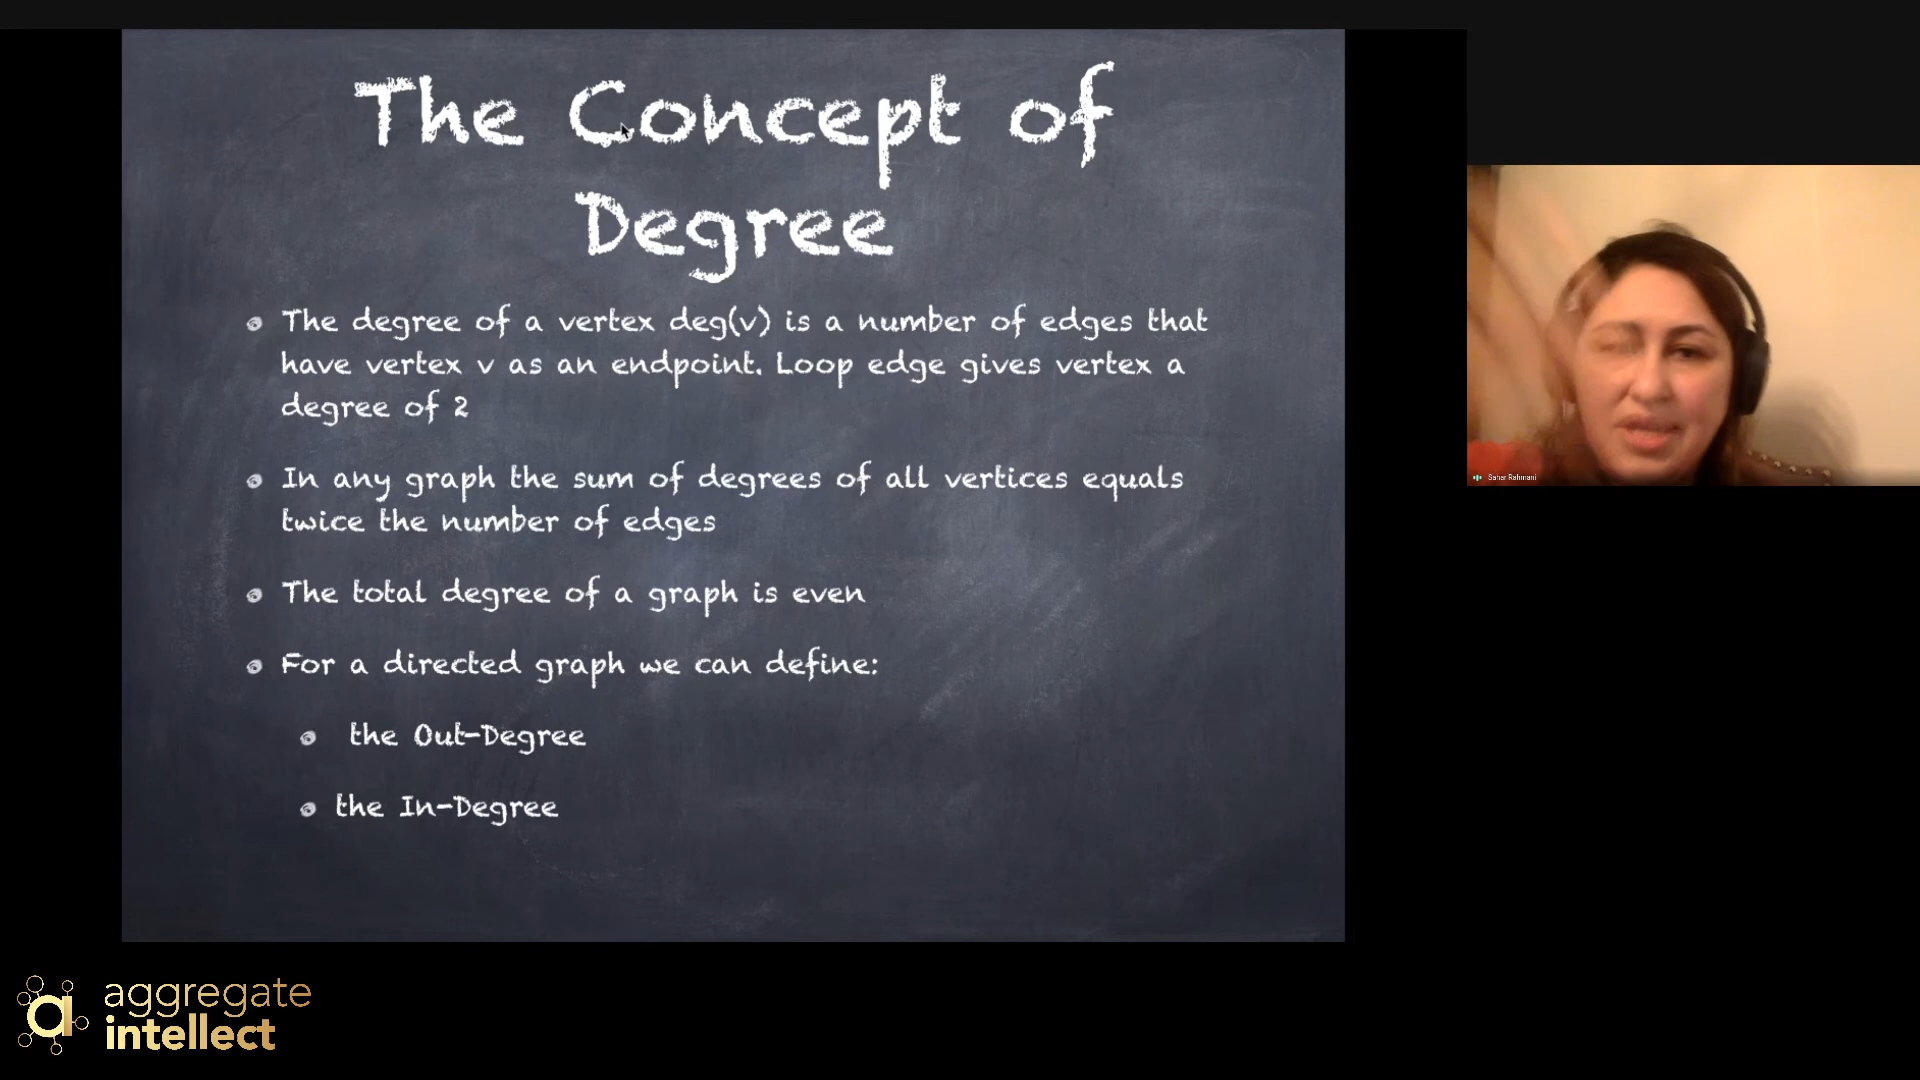 The Concept of
Degree
The degree of a vertex deg(v) is a number of edges that
have vertex v as an endpoint. Loop edge gives vertex a
degree of 2
In any graph the sum of degrees of all vertices equals
twice the number of edges
The total degree of a graph is even
For a directed graph we can define:
the Out-Degree
the In-Degree
Sahar Rahmani
aggregate
intellect